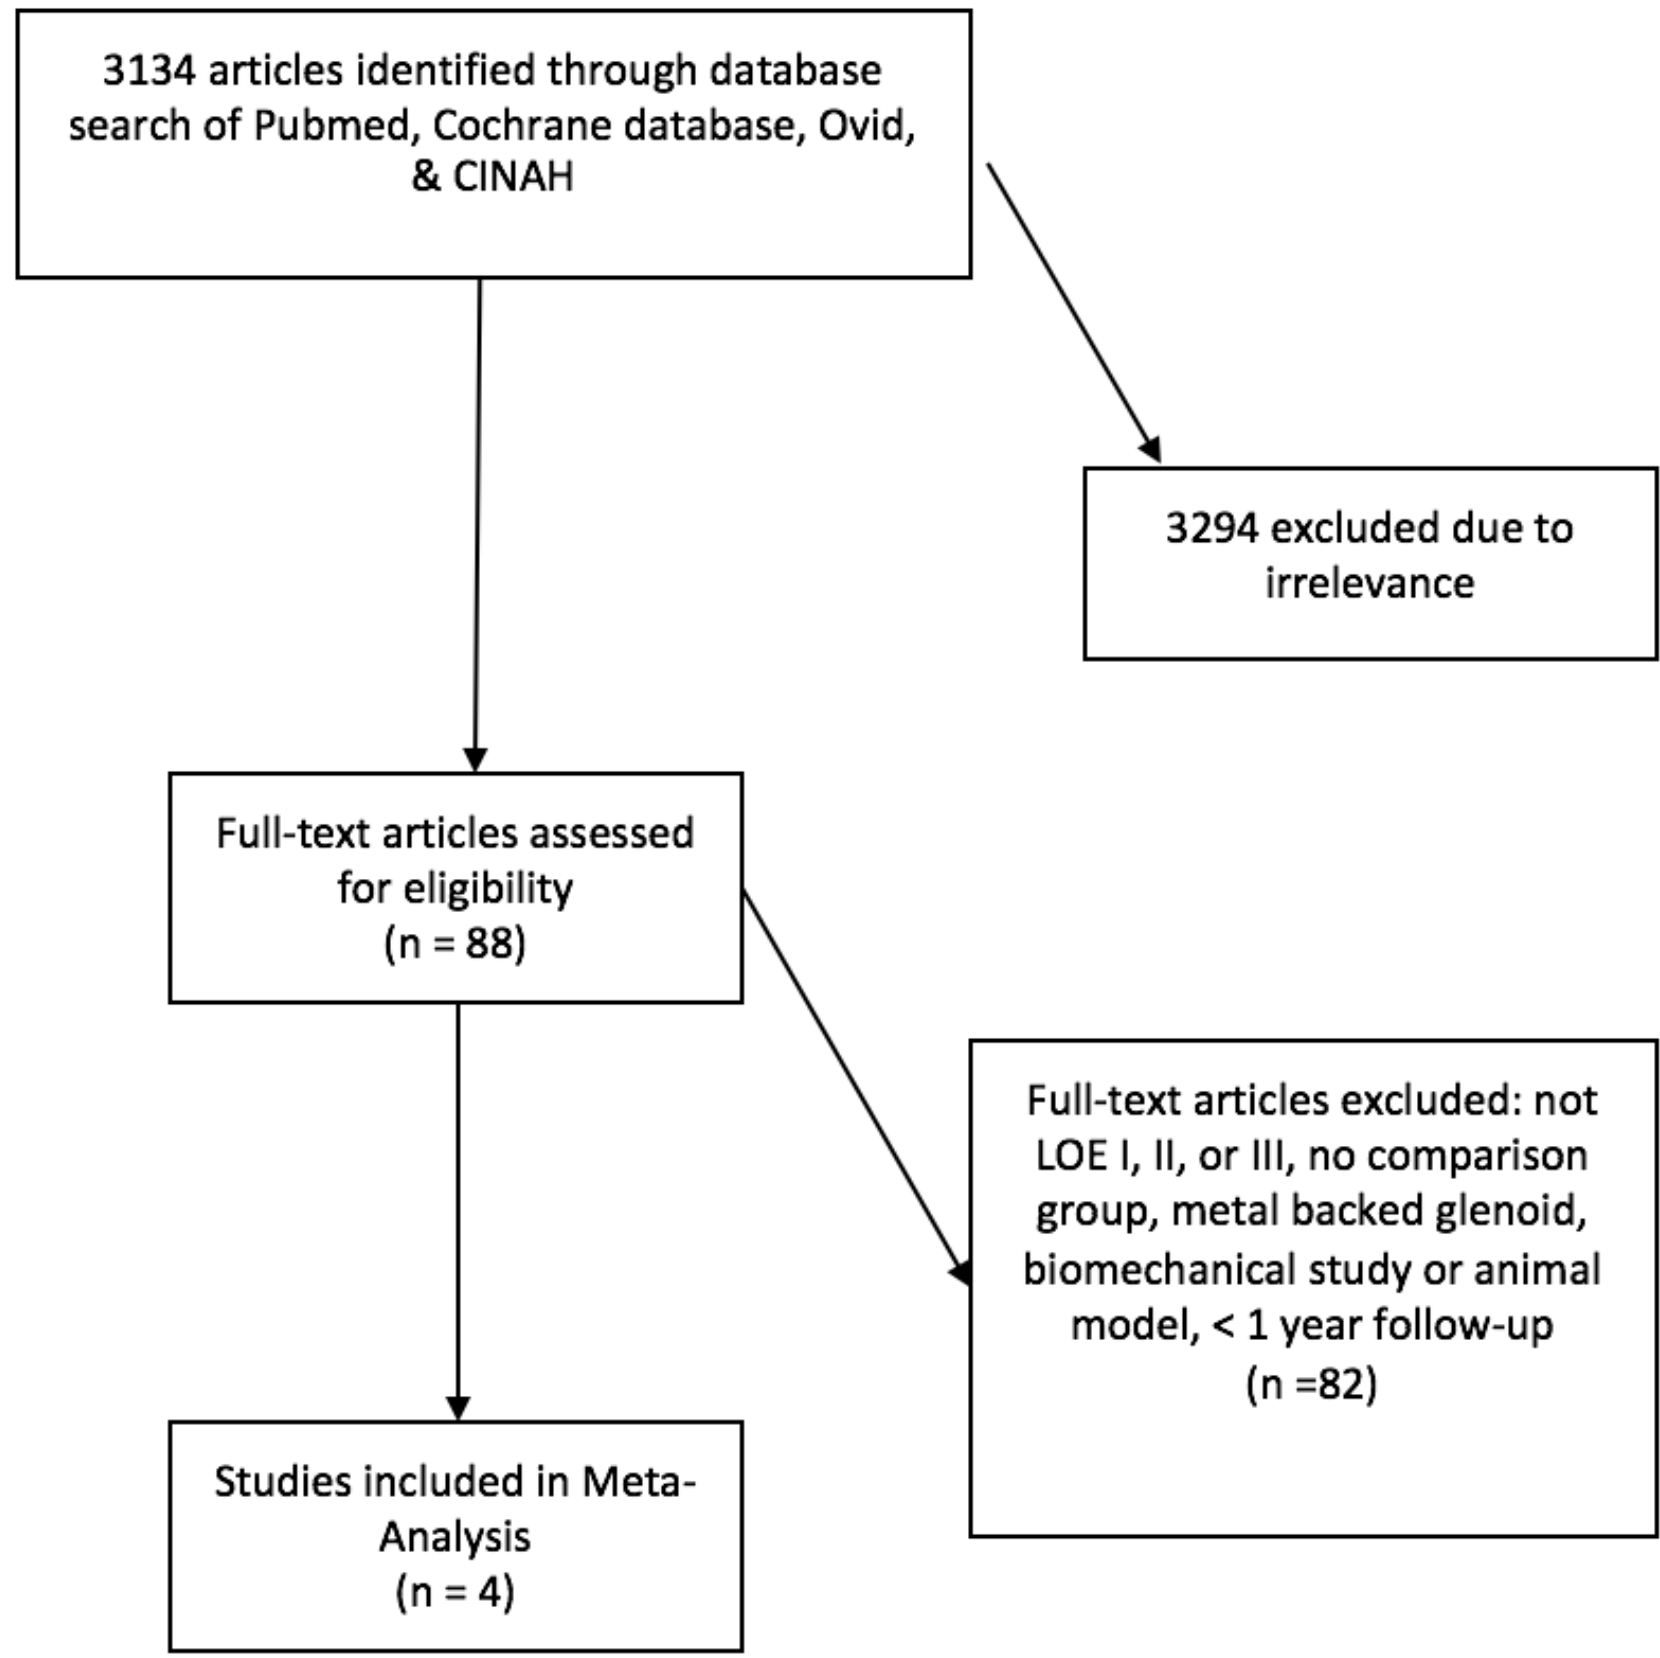 3134 articles identified through database
search of Pubmed, Cochrane database, Ovid,
& CINAH
3294 excluded due to
irrelevance
Full-text articles assessed
for eligibility
(n = 88)
Full-text articles excluded: not
LOE I, II, or III, no comparison
group, metal backed glenoid,
biomechanical study or animal
model, < 1 year follow-up
(n =82)
Studies included in Meta-
Analysis
(n = 4)